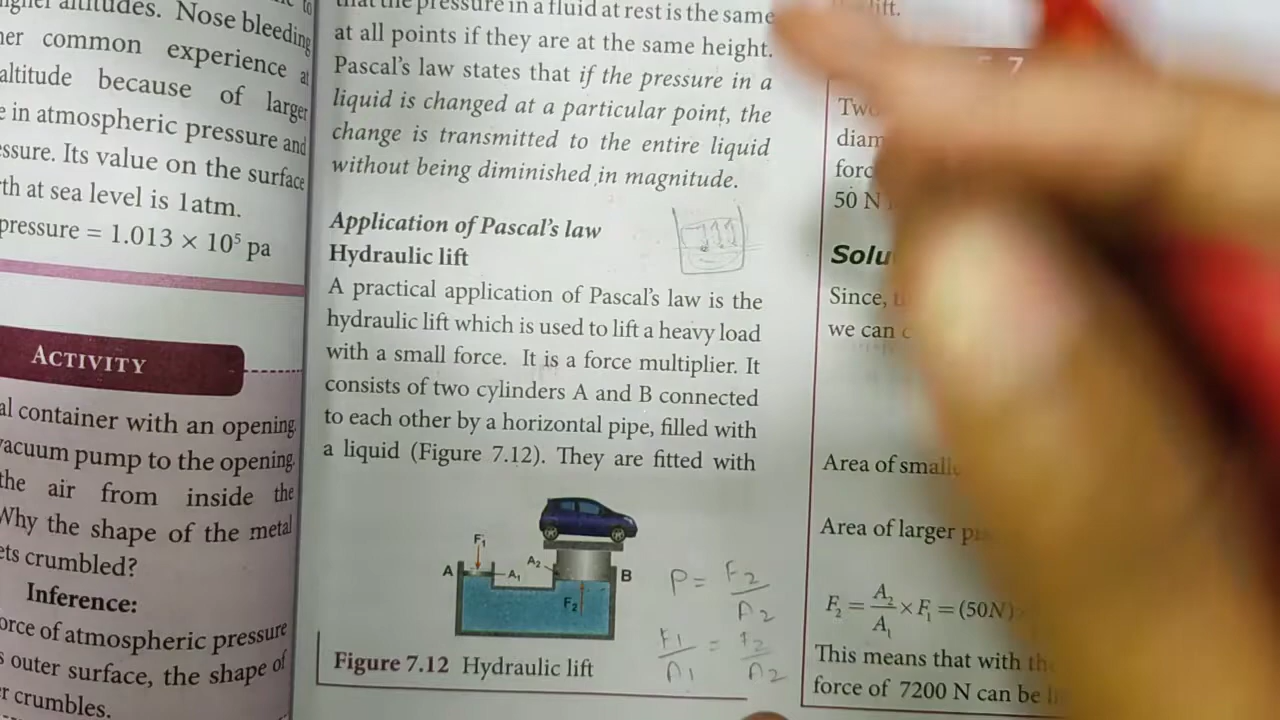 altitudes. Nose bleeding
common experience at
altitude because of larger
in atmospheric pressure and
Its value on the surface
at sea level is 1atm.
pressure = 1.013 × 10⁵ pa
ACTIVITY
container with an opening.
vacuum pump to the opening.
the air from inside the
Why the shape of the metal
crumbled?
Inference:
of atmospheric pressure
outer surface, the shape of
crumbles.
that the pressure in a fluid at rest is the same
at all points if they are at the same height.
Pascal's law states that if the pressure in a
liquid is changed at a particular point, the
change is transmitted to the entire liquid
without being diminished in magnitude.
Application of Pascal's law
Hydraulic lift
A practical application of Pascal's law is the
hydraulic lift which is used to lift a heavy load
with a small force. It is a force multiplier. It
consists of two cylinders A and B connected
to each other by a horizontal pipe, filled with
a liquid (Figure 7.12). They are fitted with
F₁
A A₁ A₂ B
F₂
P = F₂/A₂
F₁/A₁ = F₂/A₂
Figure 7.12 Hydraulic lift
lift.
7
50 N
Since,
we can
Area of
Area of larger
F₂ = A₂/A₁ × F₁ = (50N)
This means that with
force of 7200 N can be